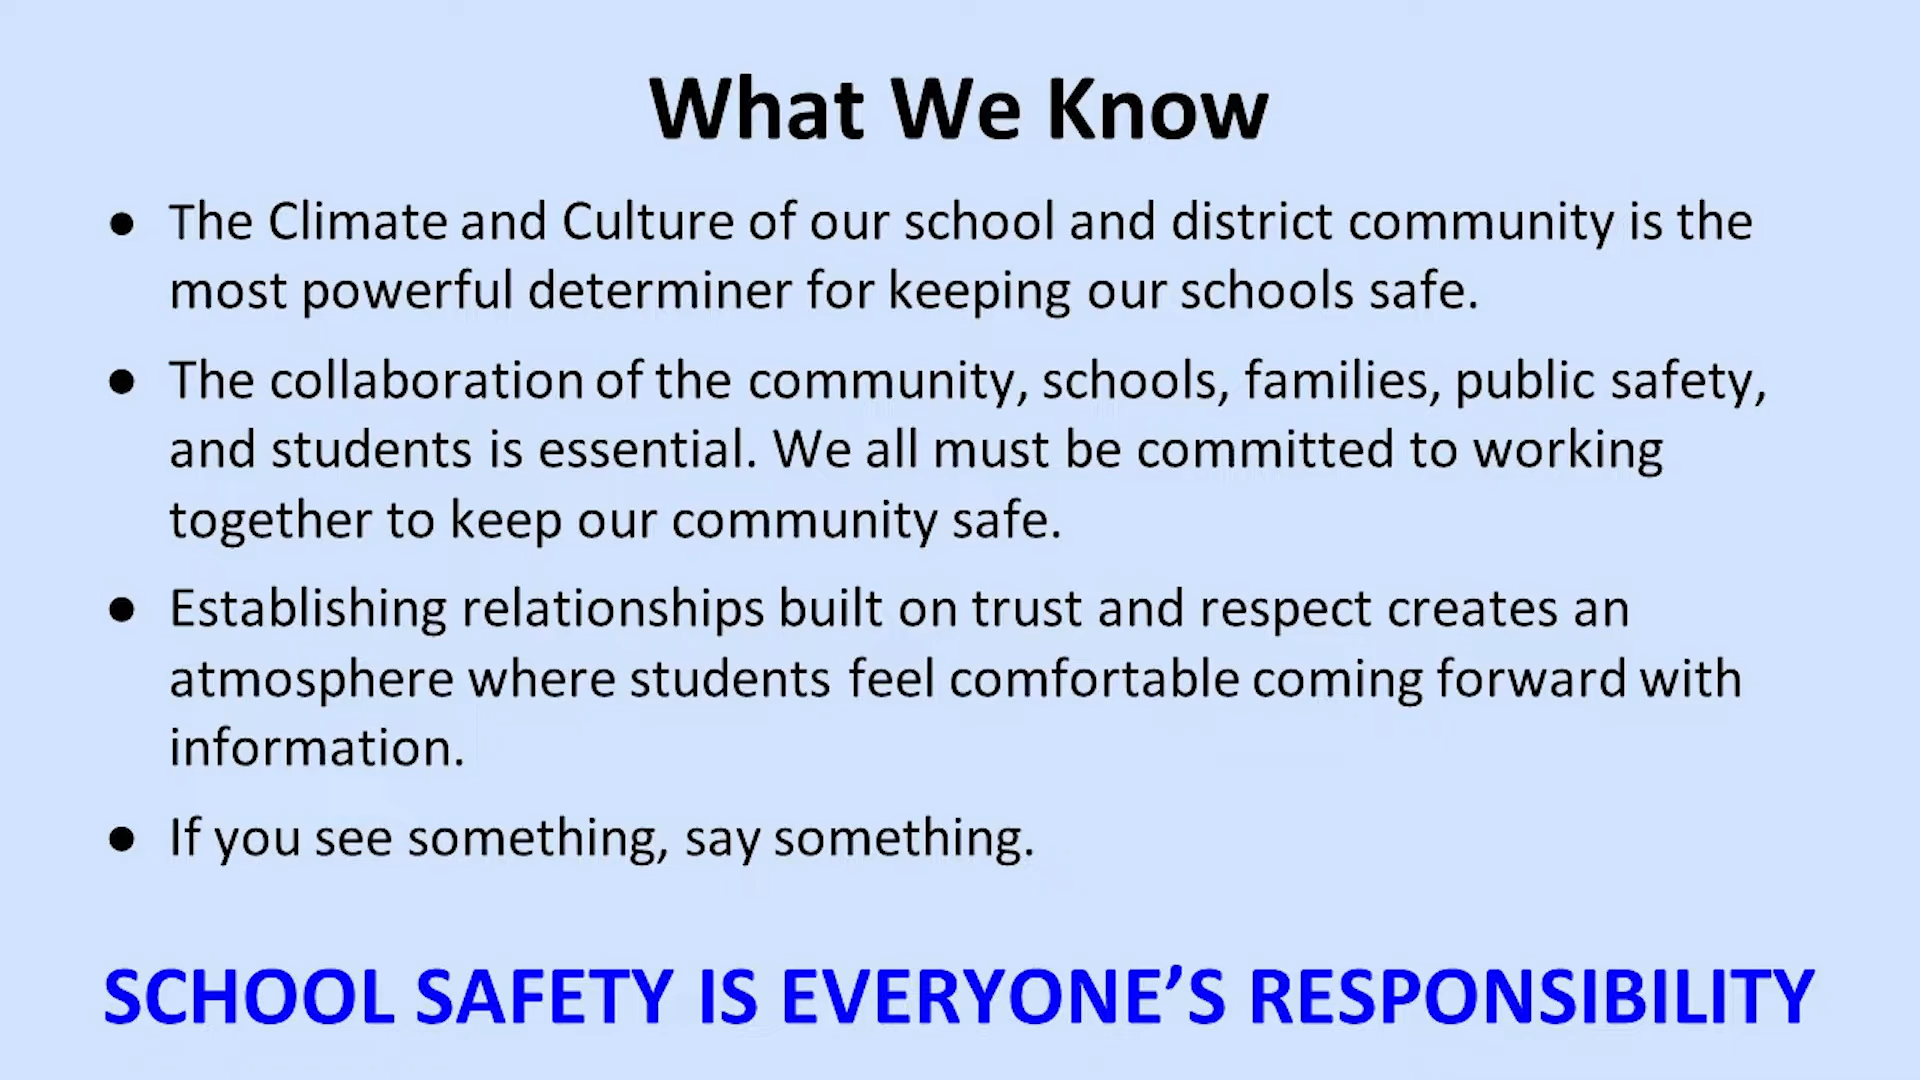 What We Know
● The Climate and Culture of our school and district community is the
most powerful determiner for keeping our schools safe.
● The collaboration of the community, schools, families, public safety,
and students is essential. We all must be committed to working
together to keep our community safe.
● Establishing relationships built on trust and respect creates an
atmosphere where students feel comfortable coming forward with
information.
● If you see something, say something.
SCHOOL SAFETY IS EVERYONE’S RESPONSIBILITY